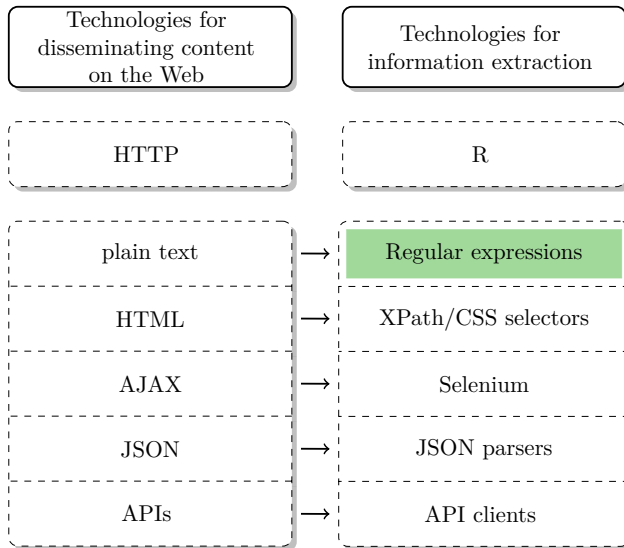 Technologies for
disseminating content
on the Web
Technologies for
information extraction
HTTP
R
plain text
Regular expressions
HTML
XPath/CSS selectors
AJAX
Selenium
JSON
JSON parsers
APIs
API clients